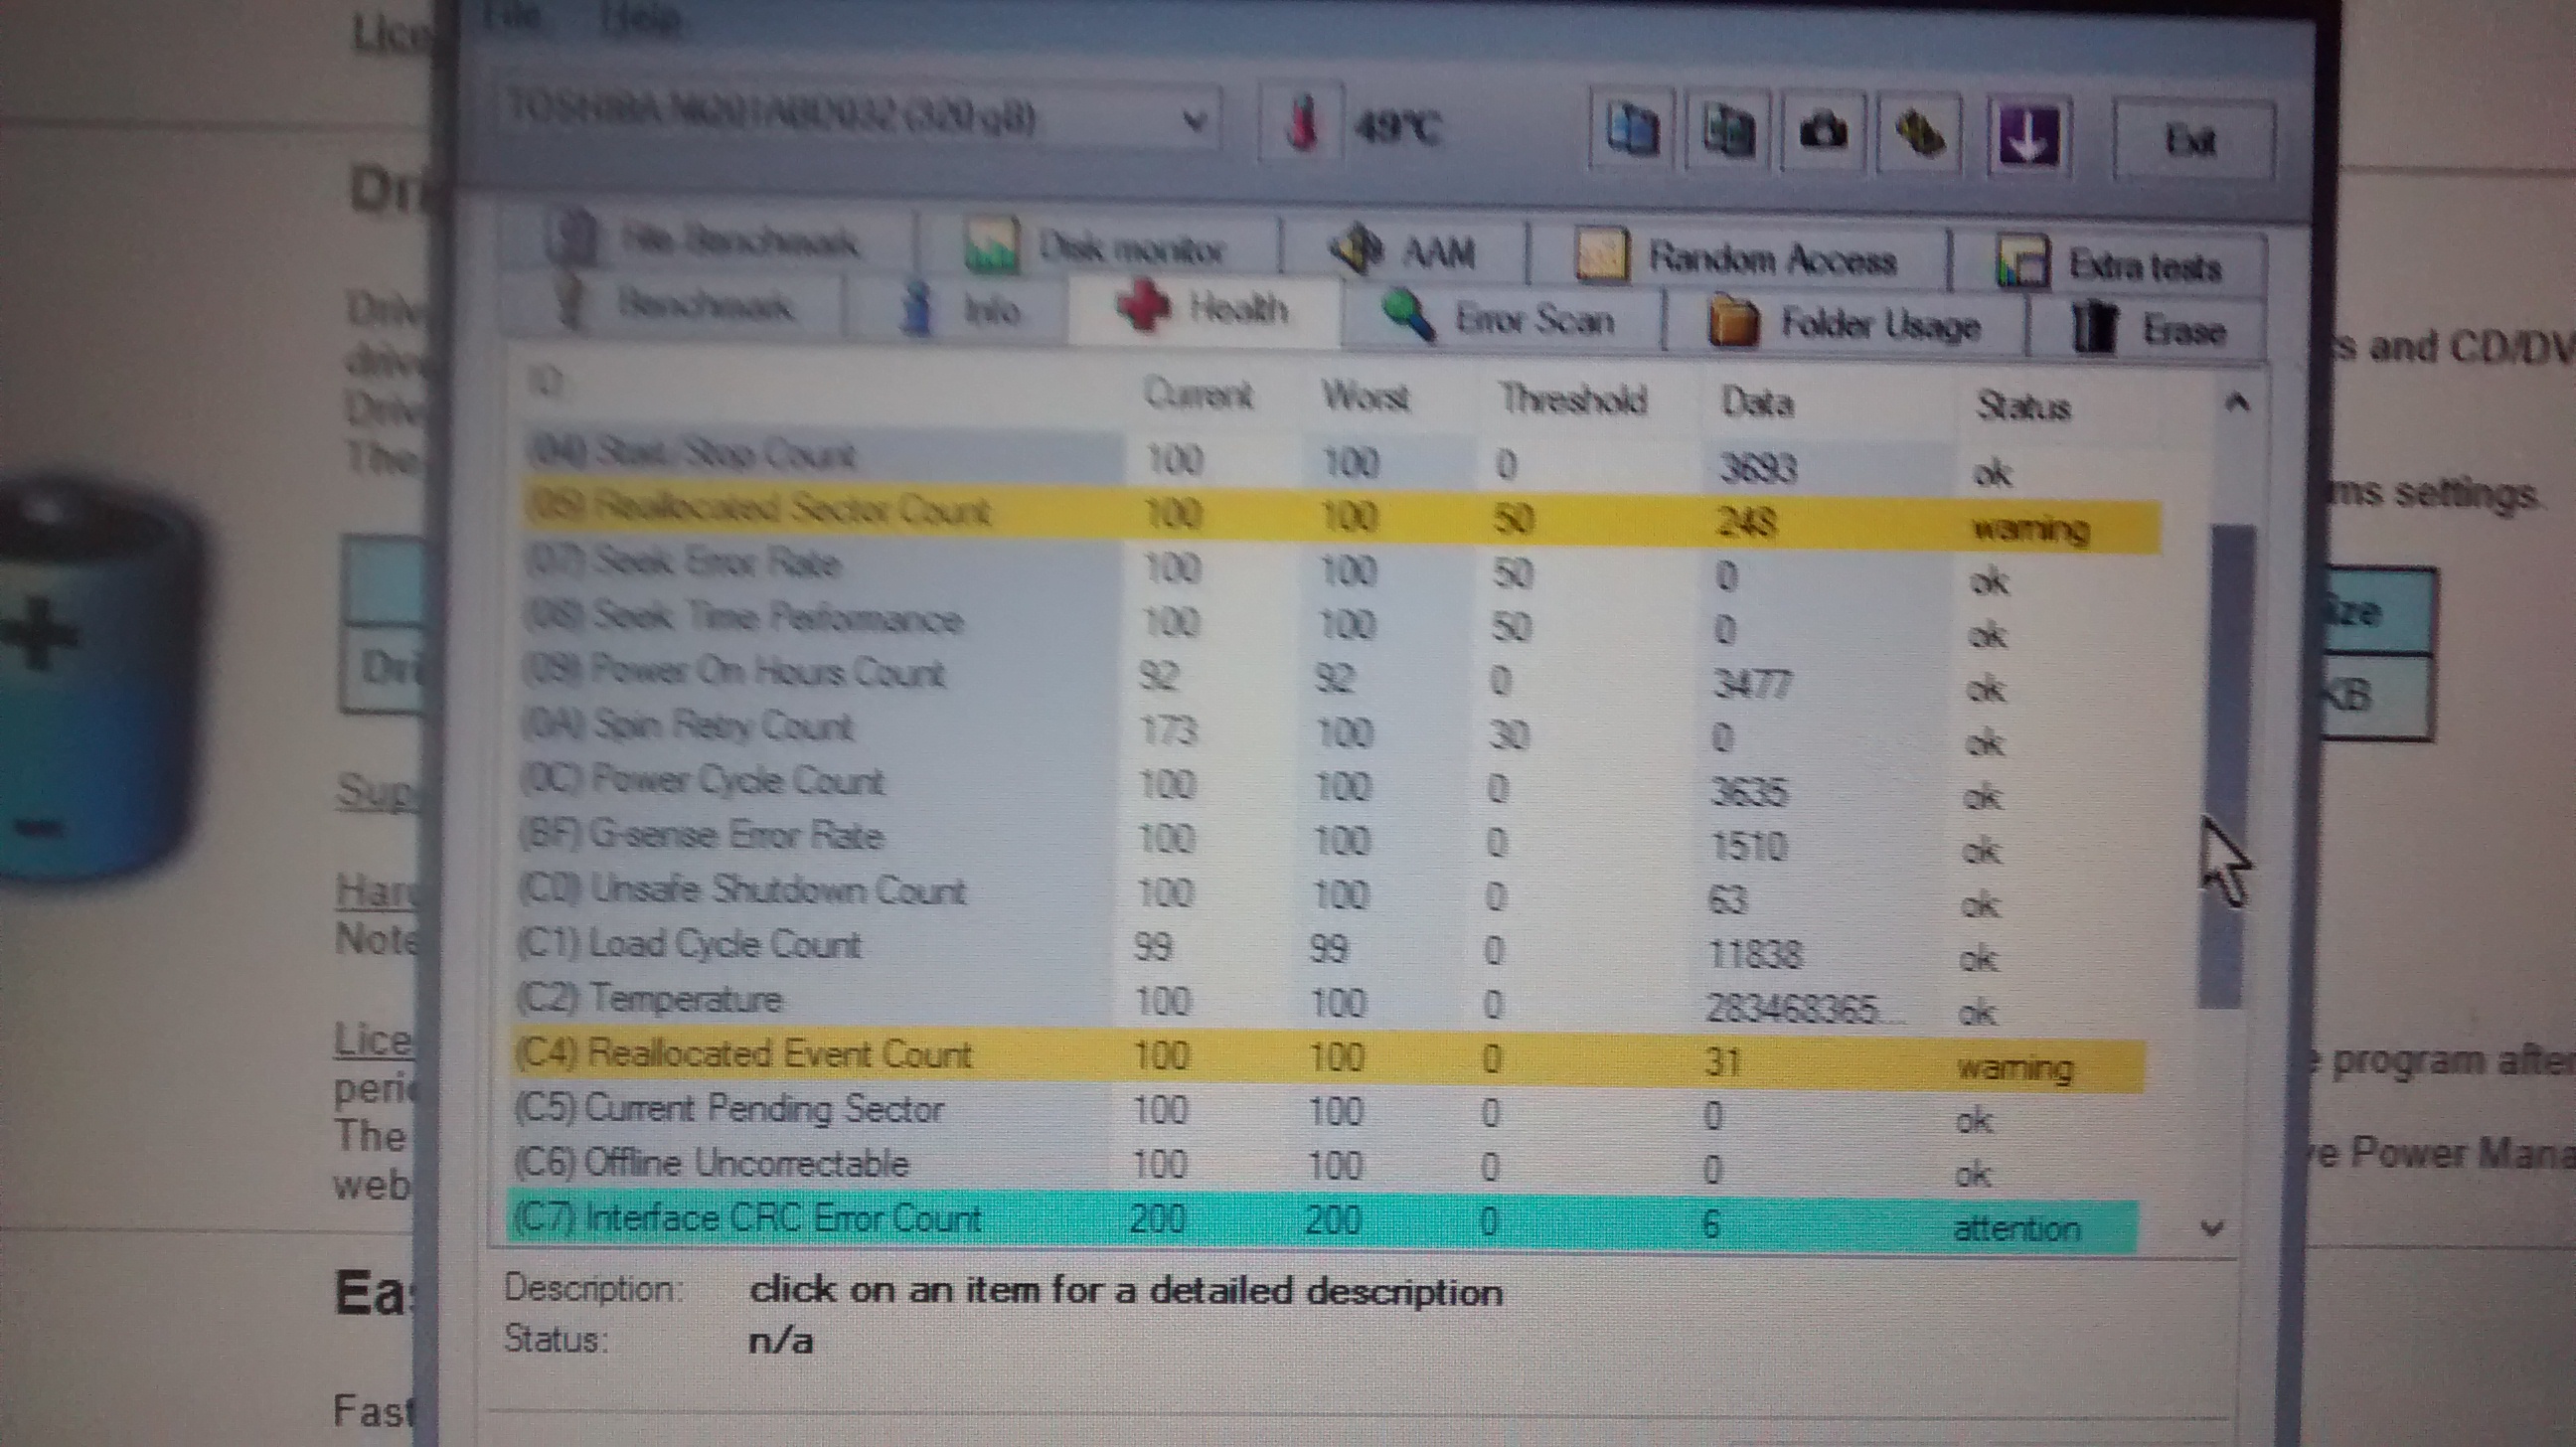 Lice
File Help
TOSHIBA MQ01ABD032 (320 gB) 49°C Exit
Dri
File Benchmark Disk monitor AAM Random Access Extra tests
Benchmark Info Health Error Scan Folder Usage Erase
Driv
s and CD/DV
drive
Driv
The
ID Current Worst Threshold Data Status
(04) Start/Stop Count 100 100 0 3693 ok
(05) Reallocated Sector Count 100 100 50 248 warning
ms settings.
(07) Seek Error Rate 100 100 50 0 ok
(08) Seek Time Performance 100 100 50 0 ok
ize
(09) Power On Hours Count 92 92 0 3477 ok
Dri
KB
(0A) Spin Retry Count 173 100 30 0 ok
(0C) Power Cycle Count 100 100 0 3635 ok
Sup
(BF) G-sense Error Rate 100 100 0 1510 ok
(C0) Unsafe Shutdown Count 100 100 0 63 ok
Har
(C1) Load Cycle Count 99 99 0 11838 ok
Note
(C2) Temperature 100 100 0 283468365... ok
Lice
(C4) Reallocated Event Count 100 100 0 31 warning
program after
peri
(C5) Current Pending Sector 100 100 0 0 ok
The
(C6) Offline Uncorrectable 100 100 0 0 ok
ve Power Mana
web
(C7) Interface CRC Error Count 200 200 0 6 attention
Description: click on an item for a detailed description
Eas
Status: n/a
Fast